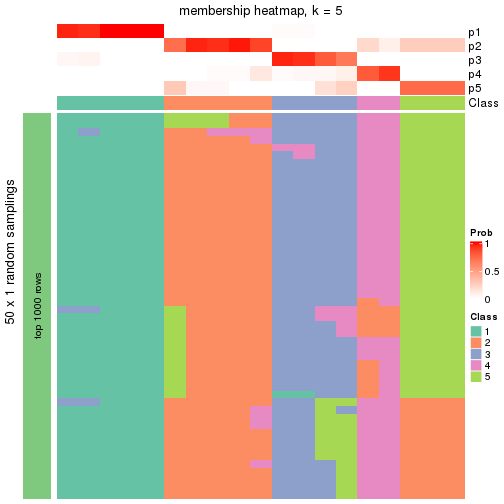 membership heatmap, k = 5
p1
p2
p3
p4
p5
Class
50 x 1 random samplings
top 1000 rows
Prob
1
0.5
0
Class
1
2
3
4
5